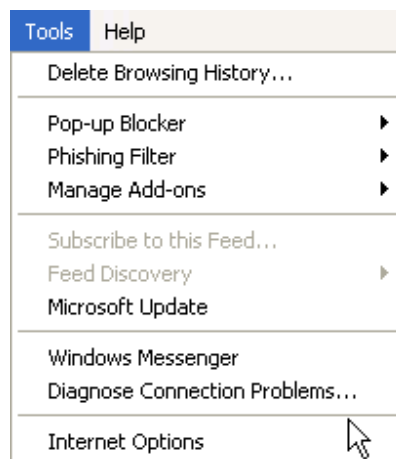 Tools Help
Delete Browsing History...
Pop-up Blocker
Phishing Filter
Manage Add-ons
Subscribe to this Feed...
Feed Discovery
Microsoft Update
Windows Messenger
Diagnose Connection Problems...
Internet Options